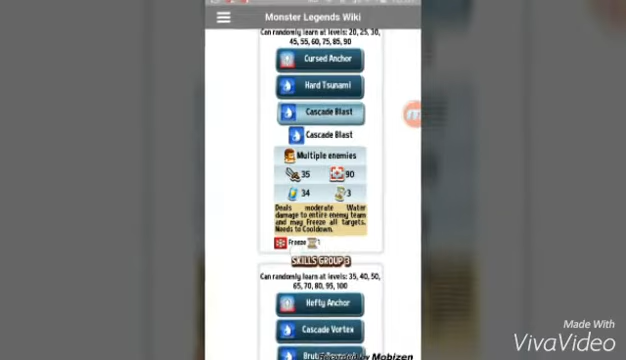 Monster Legends Wiki
Can randomly learn at levels: 20, 25, 30,
45, 55, 60, 75, 85, 90
Cursed Anchor
Hard Tsunami
Cascade Blast
Cascade Blast
Multiple enemies
35 90
34 3
Deals moderate Water
damage to entire enemy team
and may Freeze all targets.
Needs to Cooldown.
Freeze 1
SKILLS GROUP 3
Can randomly learn at levels: 35, 40, 50,
65, 70, 80, 95, 100
Hefty Anchor
Cascade Vortex
by Mobizen
Made With
VivaVideo